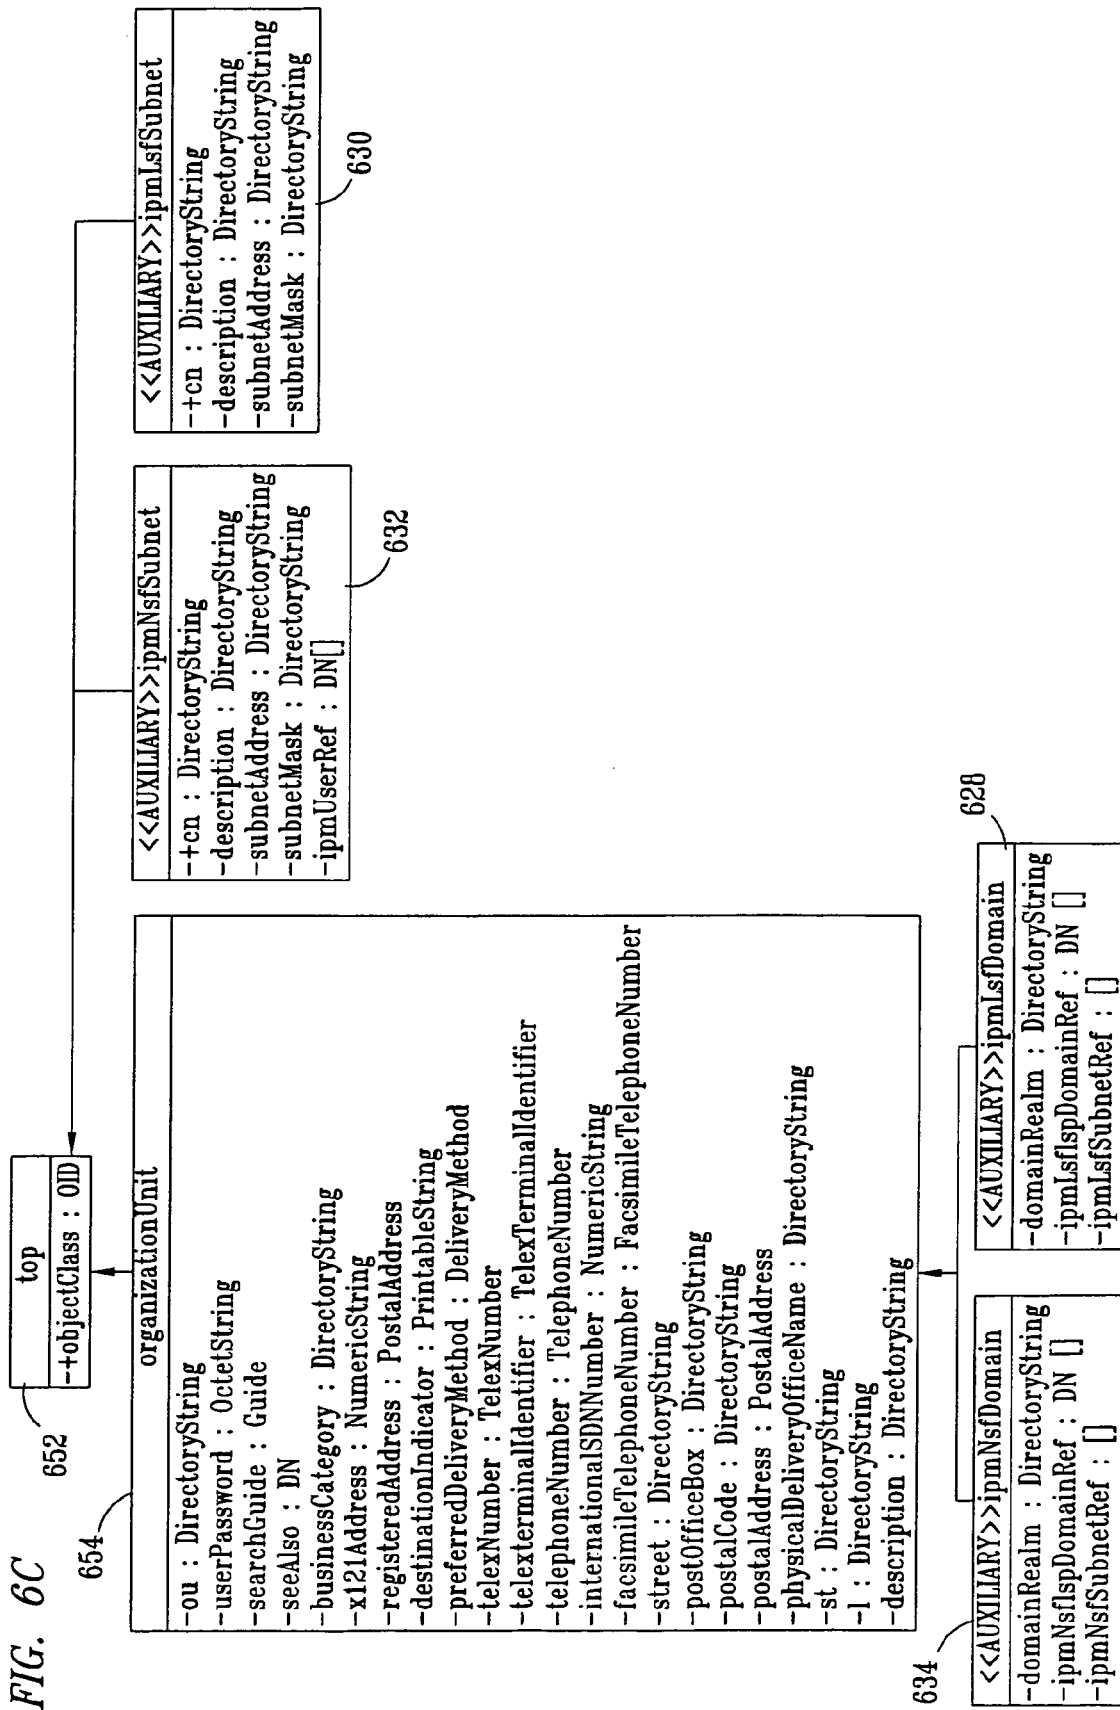 FIG. 6C
652
top
-+objectClass : OID
654
organizationUnit
-ou : DirectoryString
-userPassword : OctetString
-searchGuide : Guide
-seeAlso : DN
-businessCategory : DirectoryString
-x121Address : NumericString
-registeredAddress : PostalAddress
-destinationIndicator : PrintableString
-preferredDeliveryMethod : DeliveryMethod
-telexNumber : TelexNumber
-telexterminalIdentifier : TelexTerminalIdentifier
-telephoneNumber : TelephoneNumber
-internationalSDNNumber : NumericString
-facsimileTelephoneNumber : FacsimileTelephoneNumber
-street : DirectoryString
-postOfficeBox : DirectoryString
-postalCode : DirectoryString
-postalAddress : PostalAddress
-physicalDeliveryOfficeName : DirectoryString
-st : DirectoryString
-l : DirectoryString
-description : DirectoryString
<<AUXILIARY>>ipmNsfSubnet
-+cn : DirectoryString
-description : DirectoryString
-subnetAddress : DirectoryString
-subnetMask : DirectoryString
-ipmUserRef : DN[]
632
<<AUXILIARY>>ipmLsfSubnet
-+cn : DirectoryString
-description : DirectoryString
-subnetAddress : DirectoryString
-subnetMask : DirectoryString
630
634
<<AUXILIARY>>ipmNsfDomain
-domainRealm : DirectoryString
-ipmNsfIspDomainRef : DN []
-ipmNsfSubnetRef : []
628
<<AUXILIARY>>ipmLsfDomain
-domainRealm : DirectoryString
-ipmLsfIspDomainRef : DN []
-ipmLsfSubnetRef : []